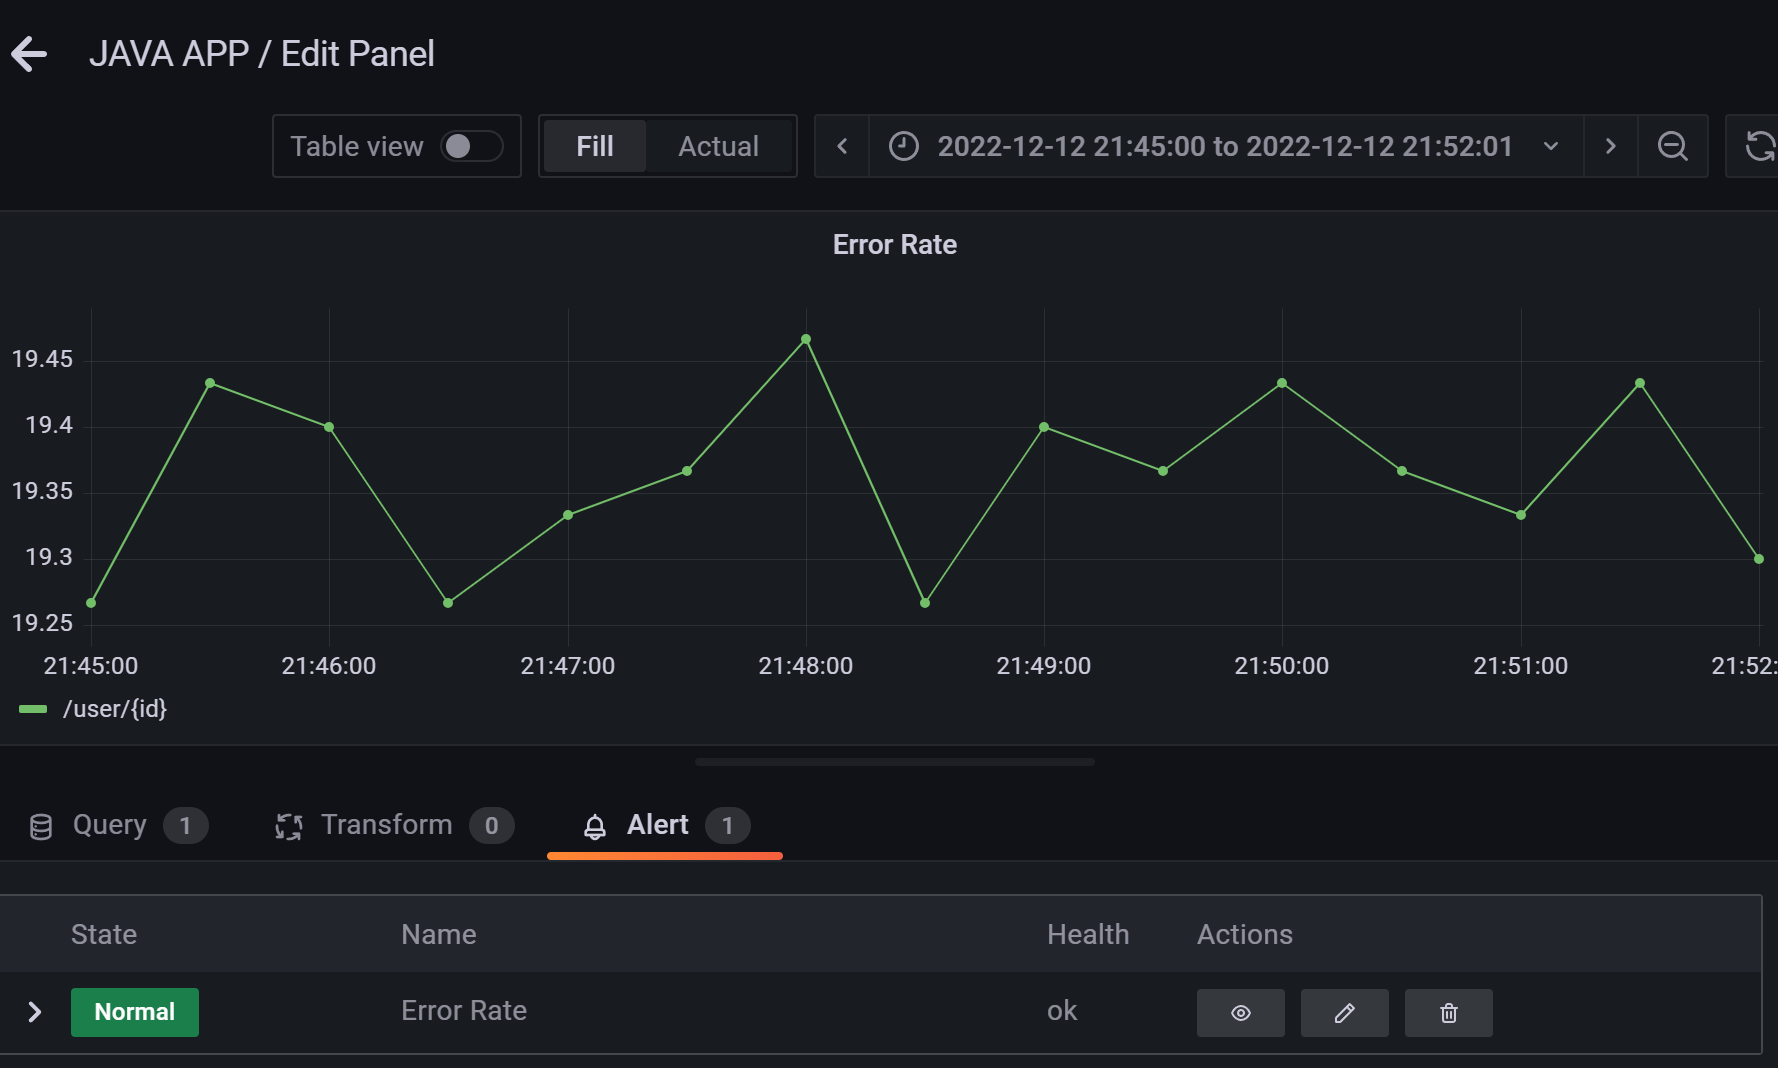 JAVA APP / Edit Panel
Table view Fill Actual 2022-12-12 21:45:00 to 2022-12-12 21:52:01
Error Rate
19.45
19.4
19.35
19.3
19.25
21:45:00 21:46:00 21:47:00 21:48:00 21:49:00 21:50:00 21:51:00 21:52:
/user/{id}
Query 1 Transform 0 Alert 1
State Name Health Actions
Normal Error Rate ok